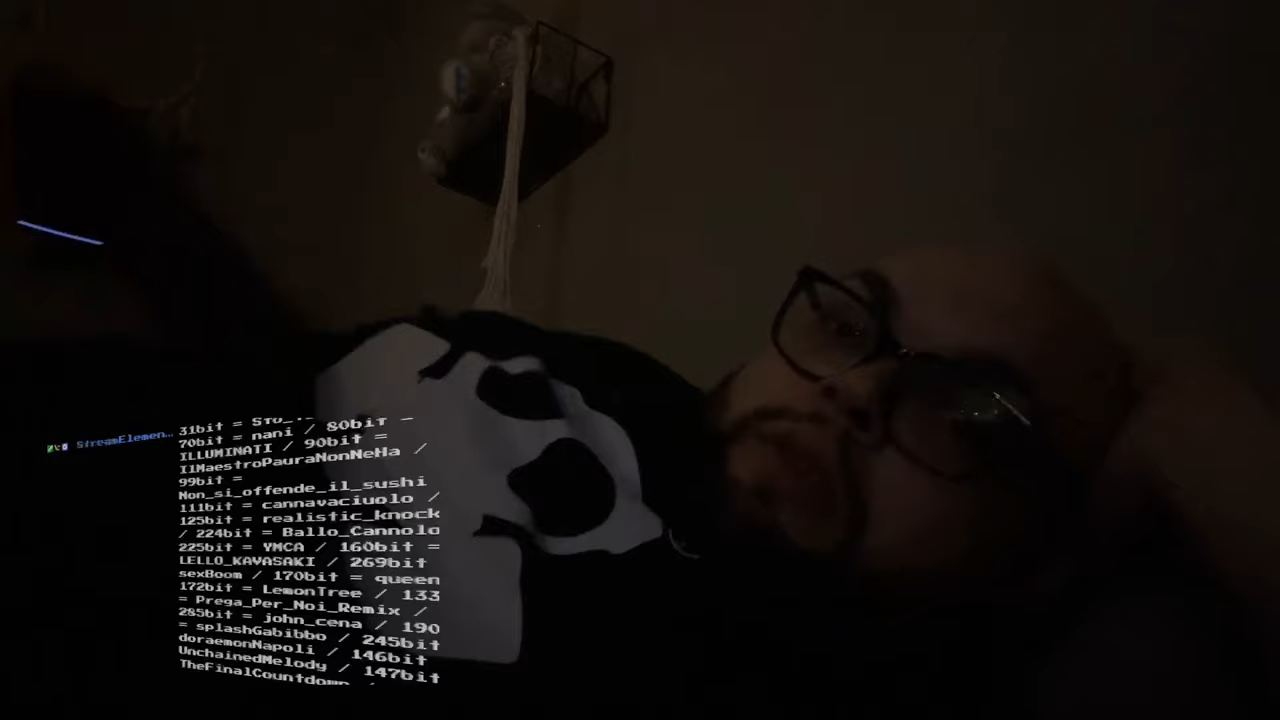 StreamElemen…
31bit = Sto_
70bit = nani / 80bit =
ILLUMINATI / 90bit =
IlMaestroPauraNonNeHa /
99bit =
Non_si_offende_il_sushi
111bit = cannavaciuolo /
125bit = realistic_knock
/ 224bit = Ballo_Cannolo
225bit = YMCA / 160bit =
LELLO_KAVASAKI / 269bit
sexBoom / 170bit = queen
172bit = LemonTree / 133
= Prega_Per_Noi_Remix /
285bit = john_cena / 190
= splashGabibbo / 245bit
doraemonNapoli / 146bit
UnchainedMelody / 147bit
TheFinalCountdown /